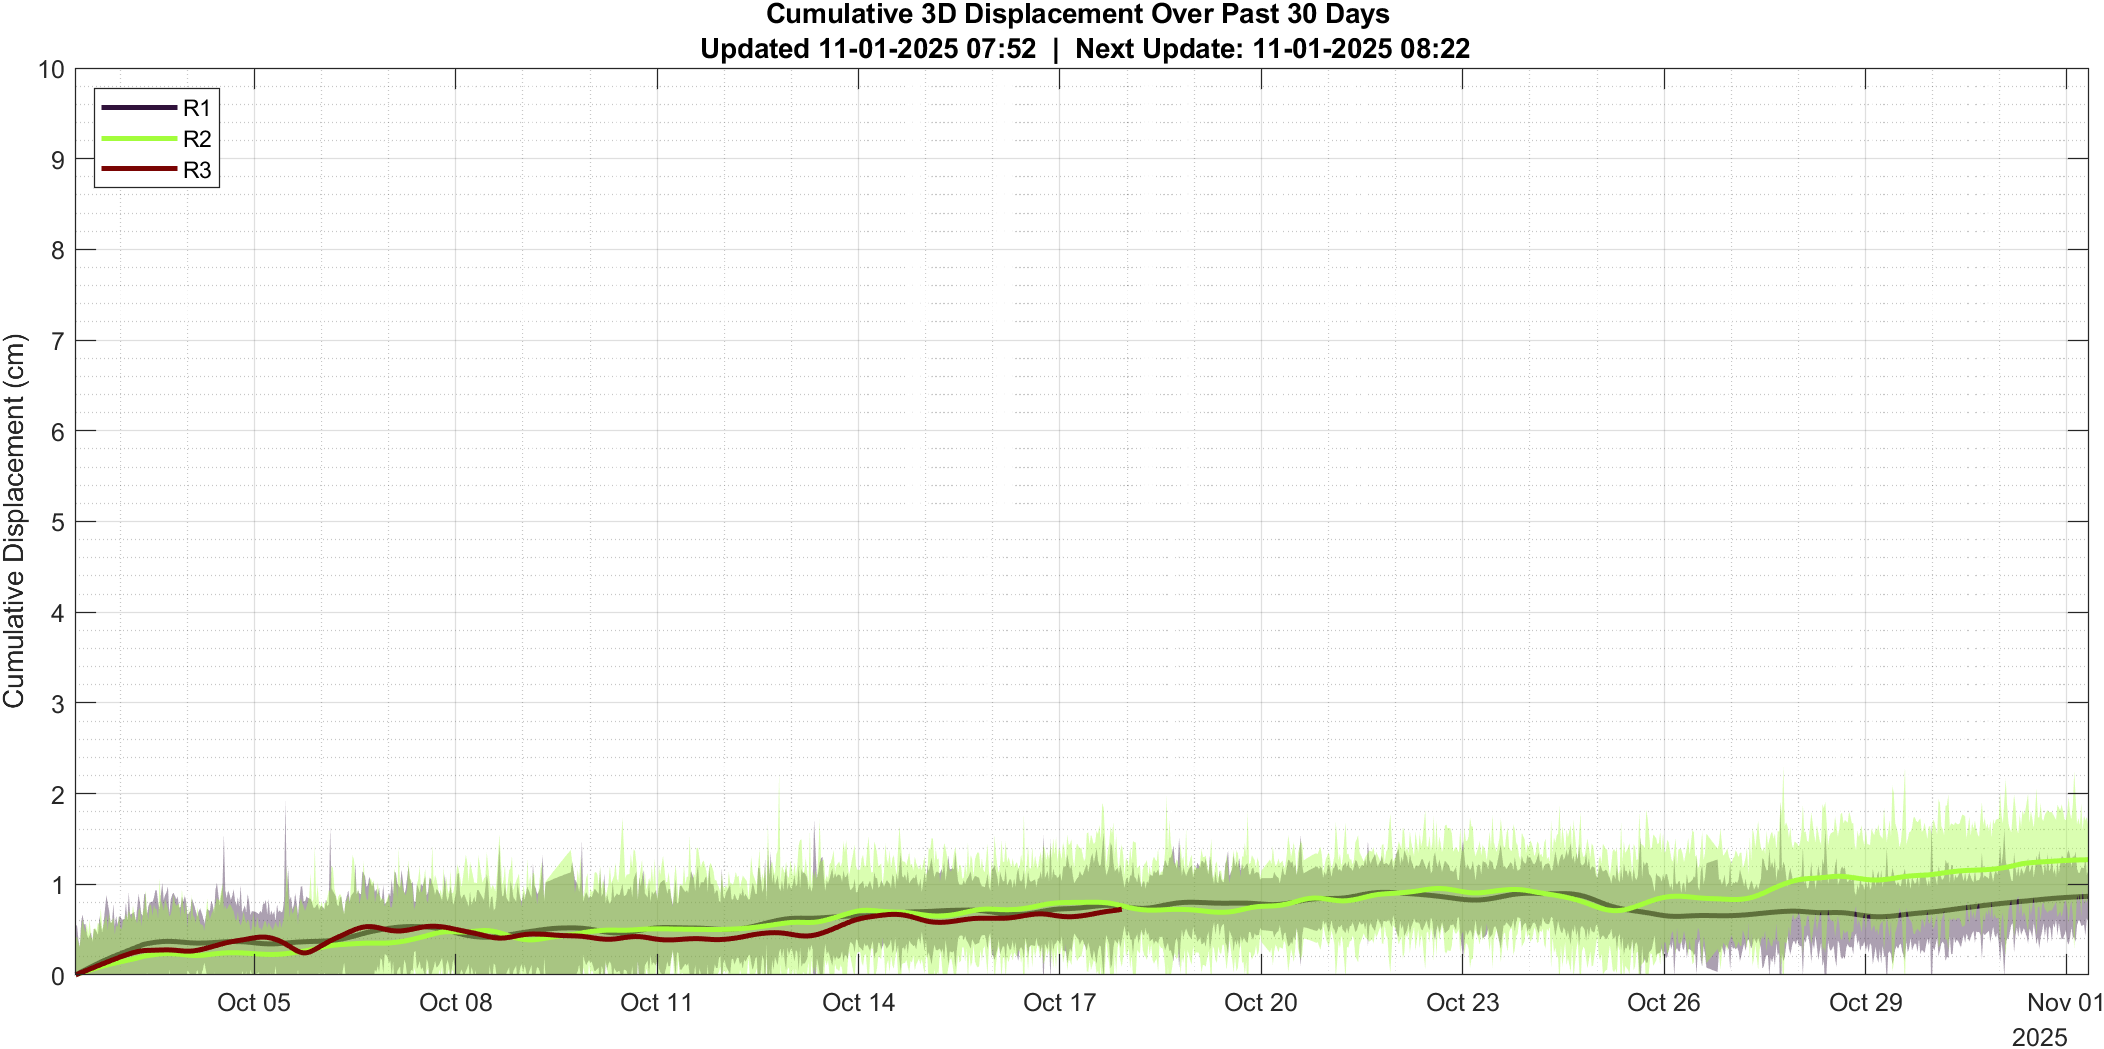 Cumulative 3D Displacement Over Past 30 Days
Updated 11-01-2025 07:52 | Next Update: 11-01-2025 08:22
R1
R2
R3
Cumulative Displacement (cm)
10
9
8
7
6
5
4
3
2
1
0
Oct 05 Oct 08 Oct 11 Oct 14 Oct 17 Oct 20 Oct 23 Oct 26 Oct 29 Nov 01
2025